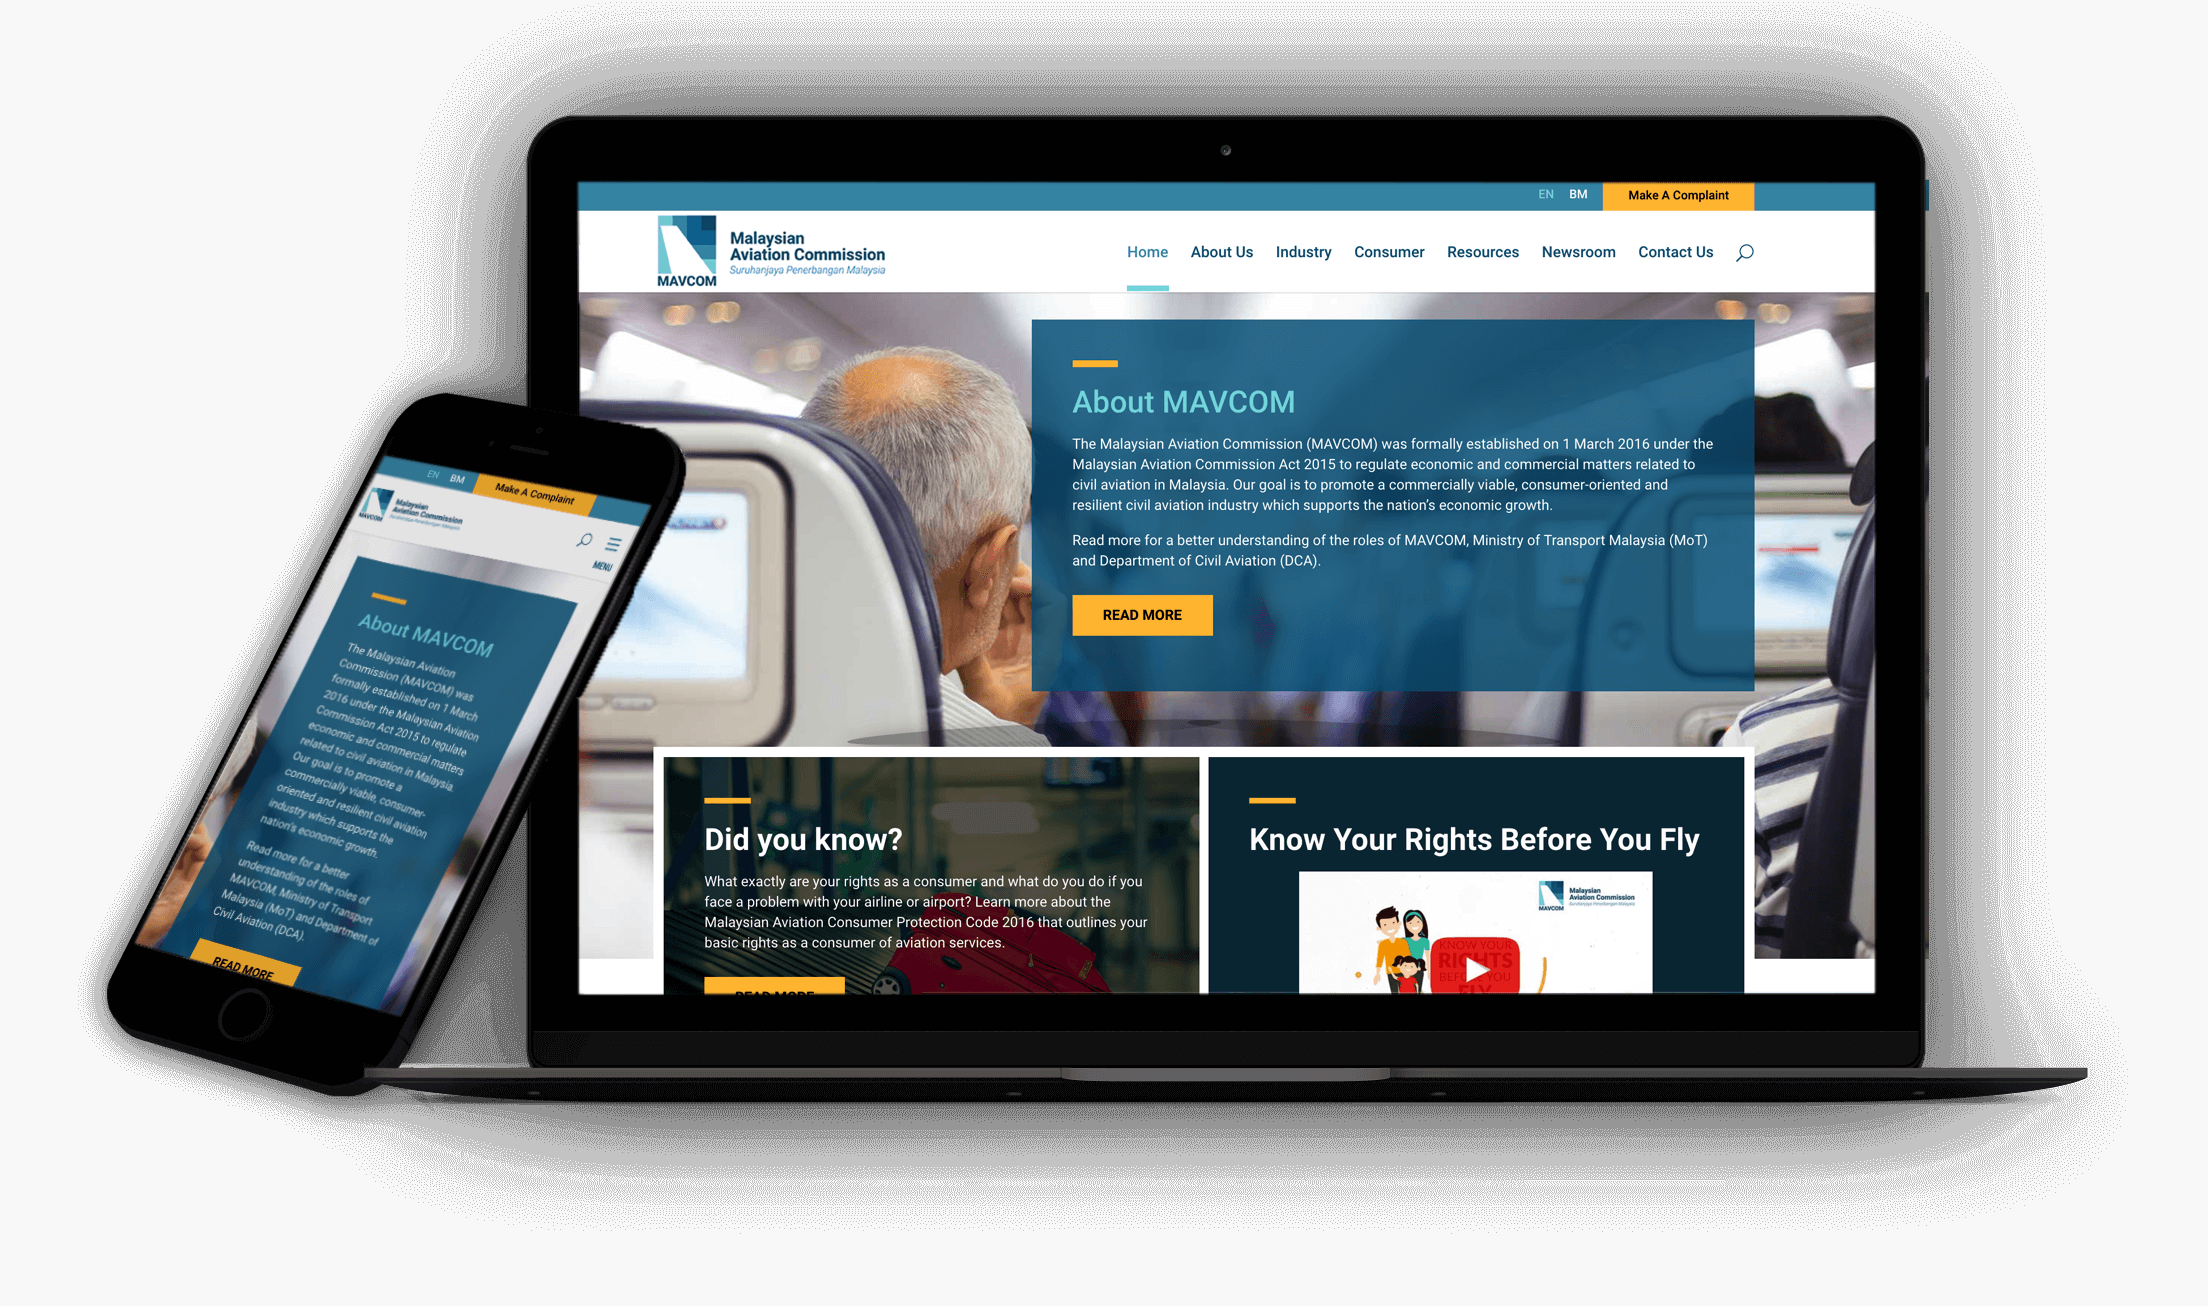 EN BM Make A Complaint
Malaysian
Aviation Commission
Suruhanjaya Penerbangan Malaysia
MAVCOM
Home About Us Industry Consumer Resources Newsroom Contact Us
About MAVCOM
The Malaysian Aviation Commission (MAVCOM) was formally established on 1 March 2016 under the
Malaysian Aviation Commission Act 2015 to regulate economic and commercial matters related to
civil aviation in Malaysia. Our goal is to promote a commercially viable, consumer-oriented and
resilient civil aviation industry which supports the nation's economic growth.
Read more for a better understanding of the roles of MAVCOM, Ministry of Transport Malaysia (MoT)
and Department of Civil Aviation (DCA).
READ MORE
Did you know?
What exactly are your rights as a consumer and what do you do if you
face a problem with your airline or airport? Learn more about the
Malaysian Aviation Consumer Protection Code 2016 that outlines your
basic rights as a consumer of aviation services.
READ MORE
Know Your Rights Before You Fly
Malaysian
Aviation Commission
Suruhanjaya Penerbangan Malaysia
MAVCOM
KNOW YOUR
RIGHTS
BEFORE YOU
FLY
EN BM Make A Complaint
Malaysian
Aviation Commission
Suruhanjaya Penerbangan Malaysia
MAVCOM
MENU
About MAVCOM
The Malaysian Aviation
Commission (MAVCOM) was
formally established on 1 March
2016 under the Malaysian Aviation
Commission Act 2015 to regulate
economic and commercial matters
related to civil aviation in Malaysia.
Our goal is to promote a
commercially viable, consumer-
oriented and resilient civil aviation
industry which supports the
nation's economic growth.
Read more for a better
understanding of the roles of
MAVCOM, Ministry of Transport
Malaysia (MoT) and Department of
Civil Aviation (DCA).
READ MORE